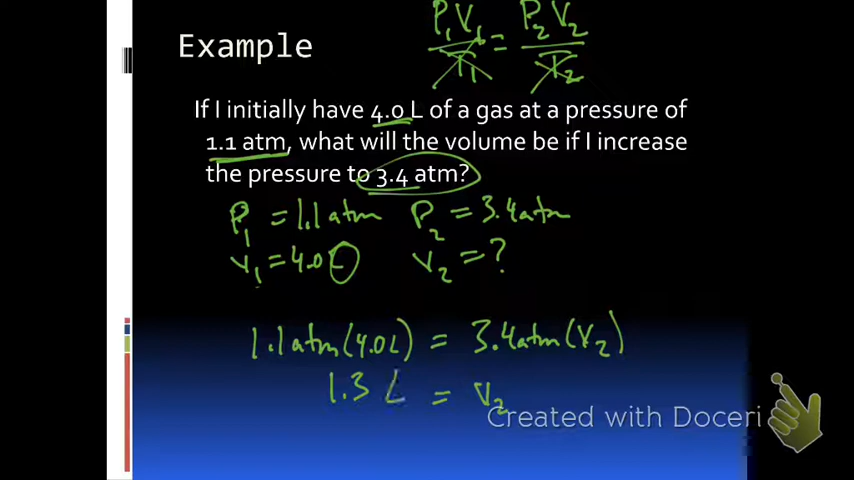 P₁V₁/T₁ = P₂V₂/T₂
Example
If I initially have 4.0 L of a gas at a pressure of
1.1 atm, what will the volume be if I increase
the pressure to 3.4 atm?
P₁ = 1.1 atm P₂ = 3.4 atm
V₁ = 4.0 L V₂ = ?
1.1 atm (4.0 L) = 3.4 atm (V₂)
1.3 L = V₂
Created with Doceri